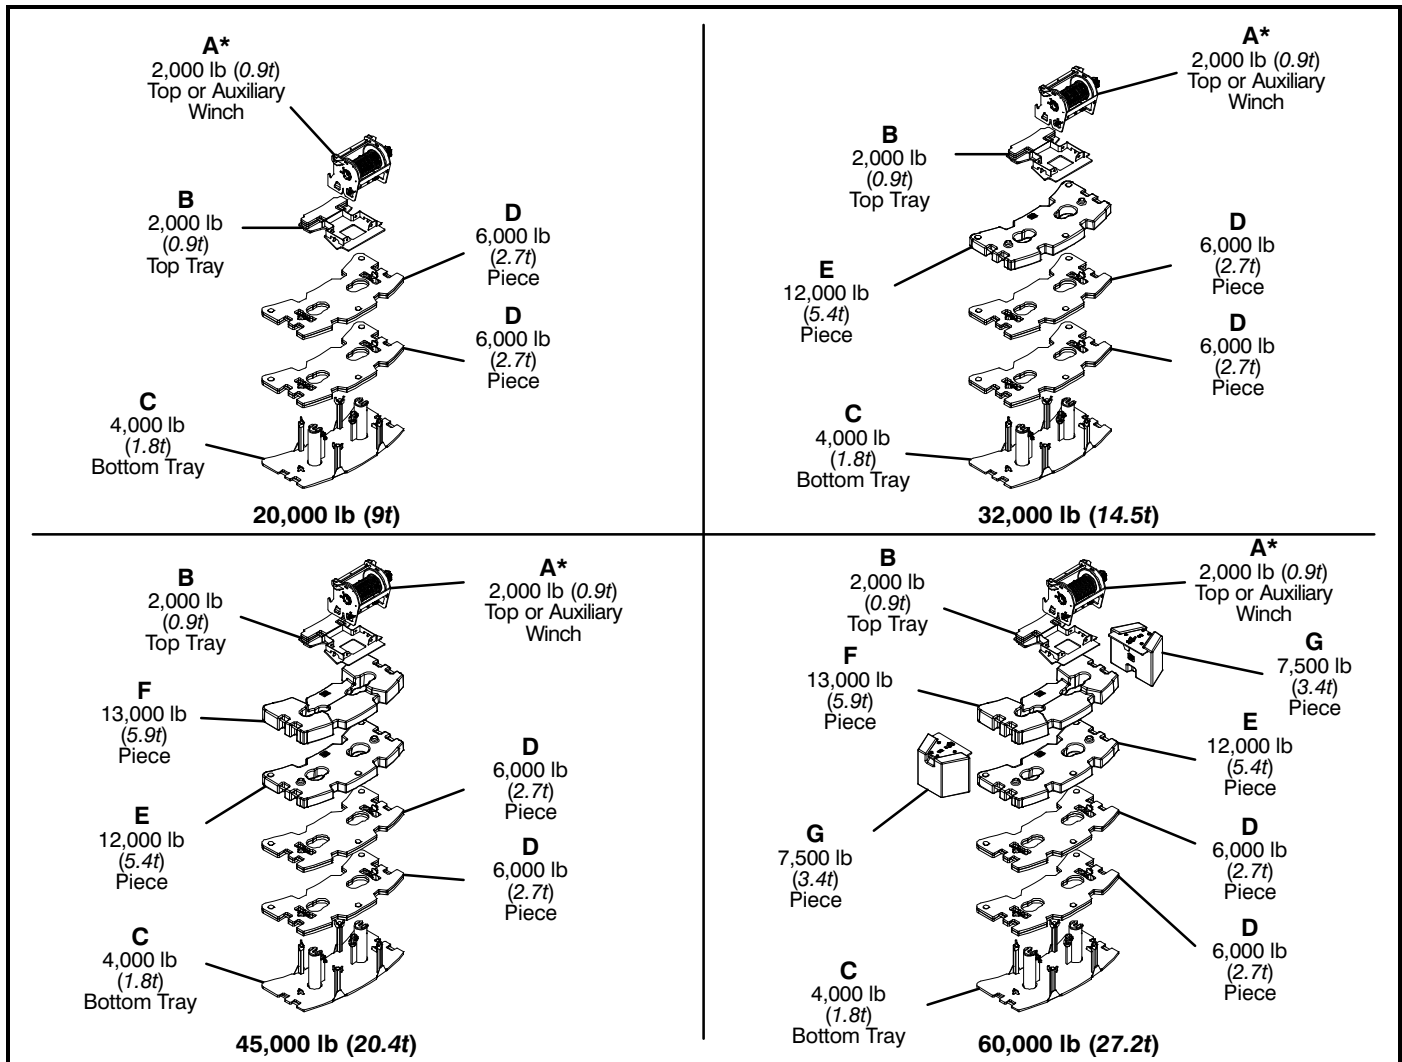 A*
2,000 lb (0.9t)
Top or Auxiliary
Winch
B
2,000 lb
(0.9t)
Top Tray
D
6,000 lb
(2.7t)
Piece
D
6,000 lb
(2.7t)
Piece
C
4,000 lb
(1.8t)
Bottom Tray
20,000 lb (9t)
A*
2,000 lb (0.9t)
Top or Auxiliary
Winch
B
2,000 lb
(0.9t)
Top Tray
D
6,000 lb
(2.7t)
Piece
E
12,000 lb
(5.4t)
Piece
D
6,000 lb
(2.7t)
Piece
C
4,000 lb
(1.8t)
Bottom Tray
32,000 lb (14.5t)
B
2,000 lb
(0.9t)
Top Tray
A*
2,000 lb (0.9t)
Top or Auxiliary
Winch
F
13,000 lb
(5.9t)
Piece
D
6,000 lb
(2.7t)
Piece
E
12,000 lb
(5.4t)
Piece
D
6,000 lb
(2.7t)
Piece
C
4,000 lb
(1.8t)
Bottom Tray
45,000 lb (20.4t)
B
2,000 lb
(0.9t)
Top Tray
A*
2,000 lb (0.9t)
Top or Auxiliary
Winch
F
13,000 lb
(5.9t)
Piece
G
7,500 lb
(3.4t)
Piece
E
12,000 lb
(5.4t)
Piece
G
7,500 lb
(3.4t)
Piece
D
6,000 lb
(2.7t)
Piece
D
6,000 lb
(2.7t)
Piece
C
4,000 lb
(1.8t)
Bottom Tray
60,000 lb (27.2t)